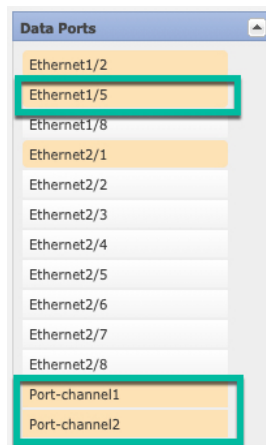 Data Ports
Ethernet1/2
Ethernet1/5
Ethernet1/8
Ethernet2/1
Ethernet2/2
Ethernet2/3
Ethernet2/4
Ethernet2/5
Ethernet2/6
Ethernet2/7
Ethernet2/8
Port-channel1
Port-channel2